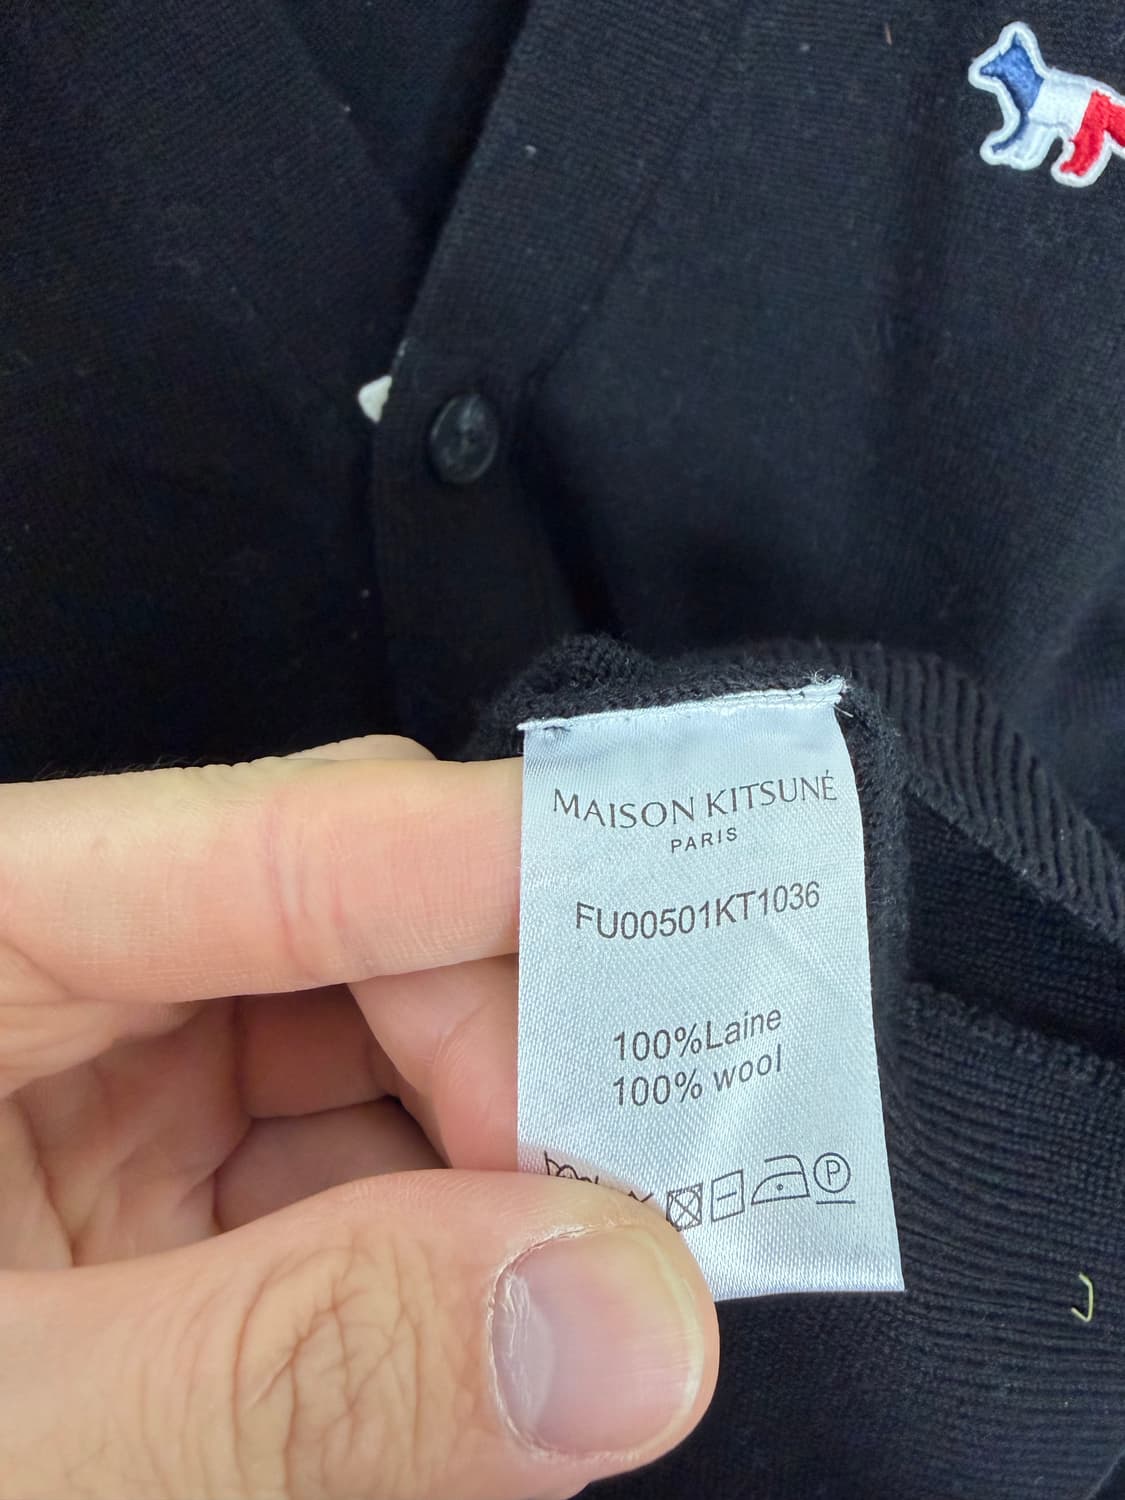 MAISON KITSUNÉ
PARIS
FU00501KT1036
100%Laine
100% wool
P